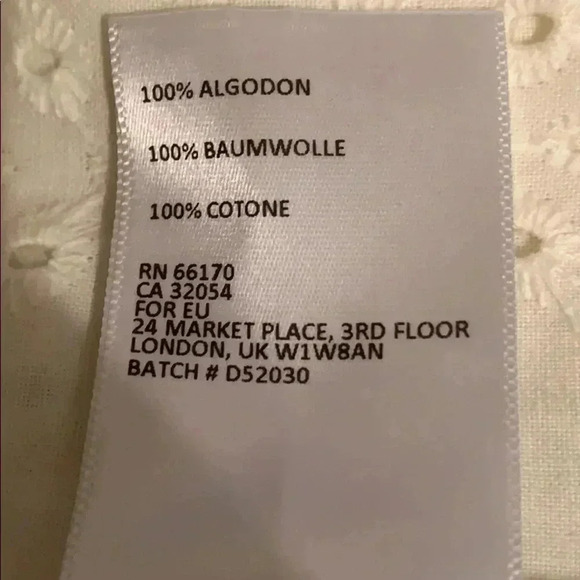 100% ALGODON
100% BAUMWOLLE
100% COTONE
RN 66170
CA 32054
FOR EU
24 MARKET PLACE, 3RD FLOOR
LONDON, UK W1W8AN
BATCH # D52030